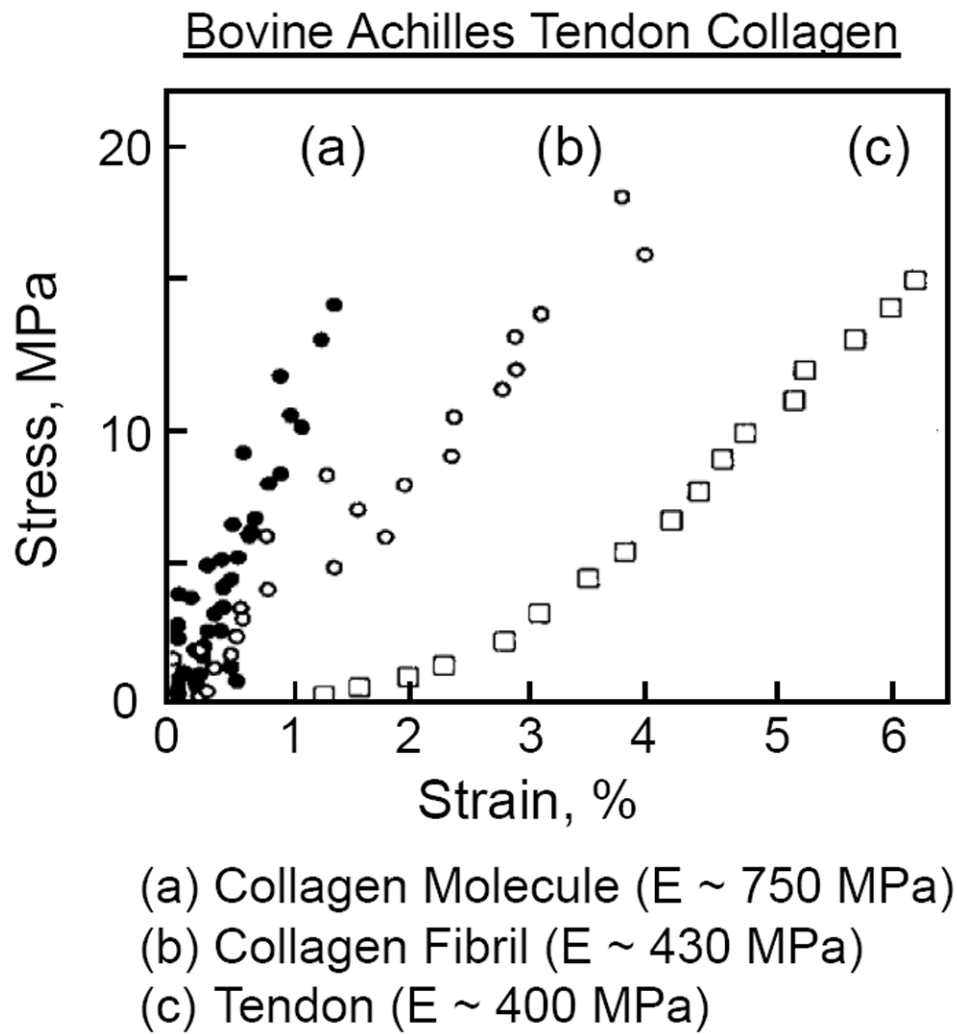 Bovine Achilles Tendon Collagen
(a) (b) (c)
20
10
0
Stress, MPa
0 1 2 3 4 5 6
Strain, %
(a) Collagen Molecule (E ~ 750 MPa)
(b) Collagen Fibril (E ~ 430 MPa)
(c) Tendon (E ~ 400 MPa)